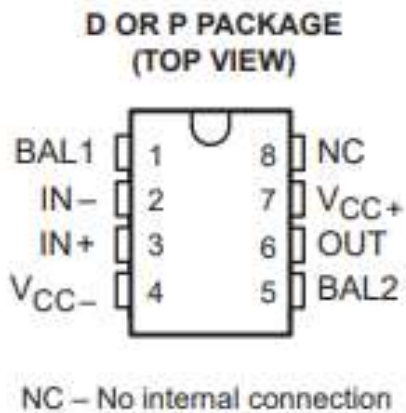 D OR P PACKAGE
(TOP VIEW)
BAL1 1 8 NC
IN– 2 7 VCC+
IN+ 3 6 OUT
VCC– 4 5 BAL2
NC – No internal connection